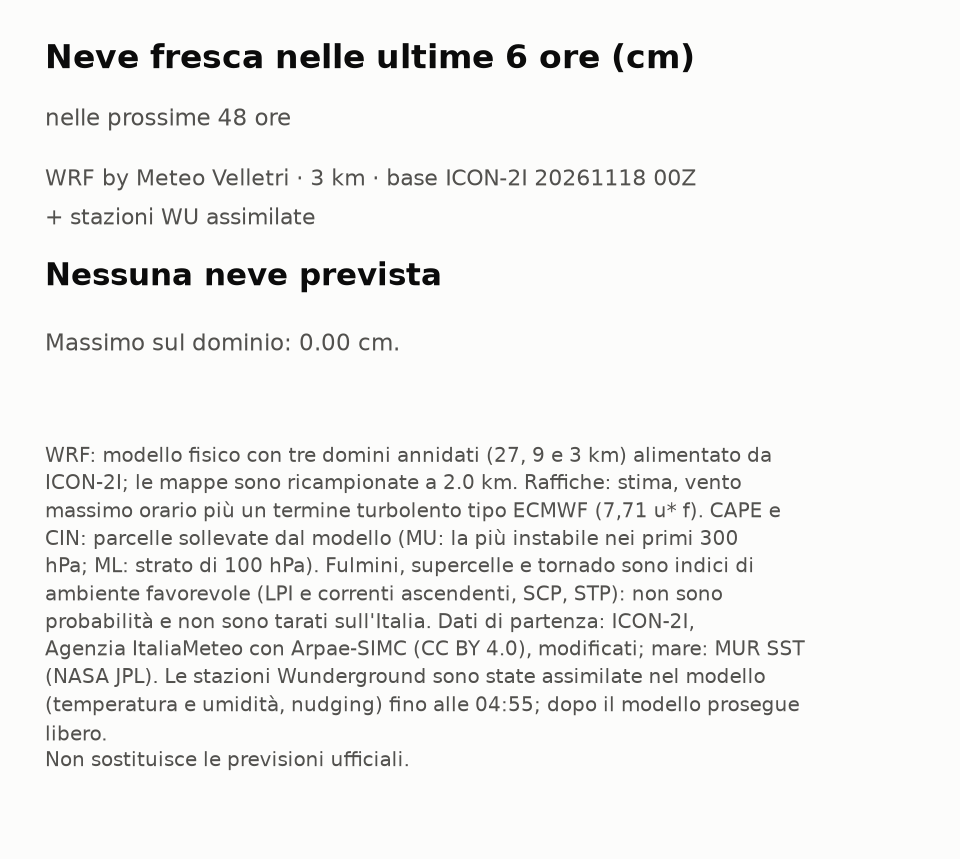 Neve fresca nelle ultime 6 ore (cm)
nelle prossime 48 ore
WRF by Meteo Velletri · 3 km · base ICON-2I 20261118 00Z
+ stazioni WU assimilate
Nessuna neve prevista
Massimo sul dominio: 0.00 cm.
WRF: modello fisico con tre domini annidati (27, 9 e 3 km) alimentato da
ICON-2I; le mappe sono ricampionate a 2.0 km. Raffiche: stima, vento
massimo orario più un termine turbolento tipo ECMWF (7,71 u* f). CAPE e
CIN: parcelle sollevate dal modello (MU: la più instabile nei primi 300
hPa; ML: strato di 100 hPa). Fulmini, supercelle e tornado sono indici di
ambiente favorevole (LPI e correnti ascendenti, SCP, STP): non sono
probabilità e non sono tarati sull'Italia. Dati di partenza: ICON-2I,
Agenzia ItaliaMeteo con Arpae-SIMC (CC BY 4.0), modificati; mare: MUR SST
(NASA JPL). Le stazioni Wunderground sono state assimilate nel modello
(temperatura e umidità, nudging) fino alle 04:55; dopo il modello prosegue
libero.
Non sostituisce le previsioni ufficiali.